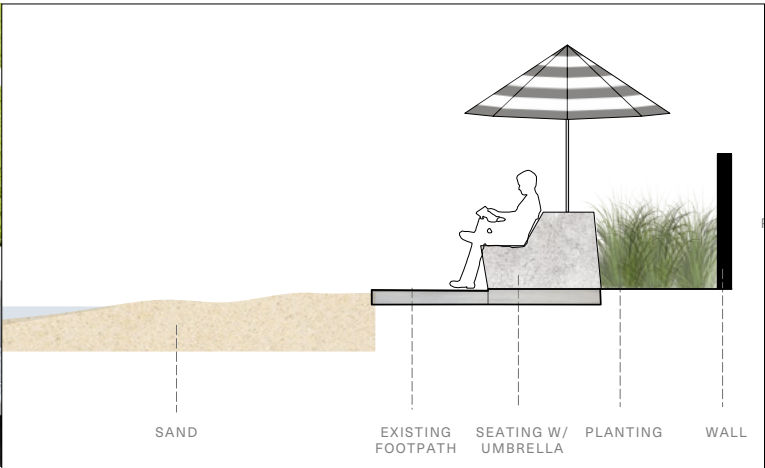 SAND
EXISTING
FOOTPATH
SEATING W/
UMBRELLA
PLANTING
WALL